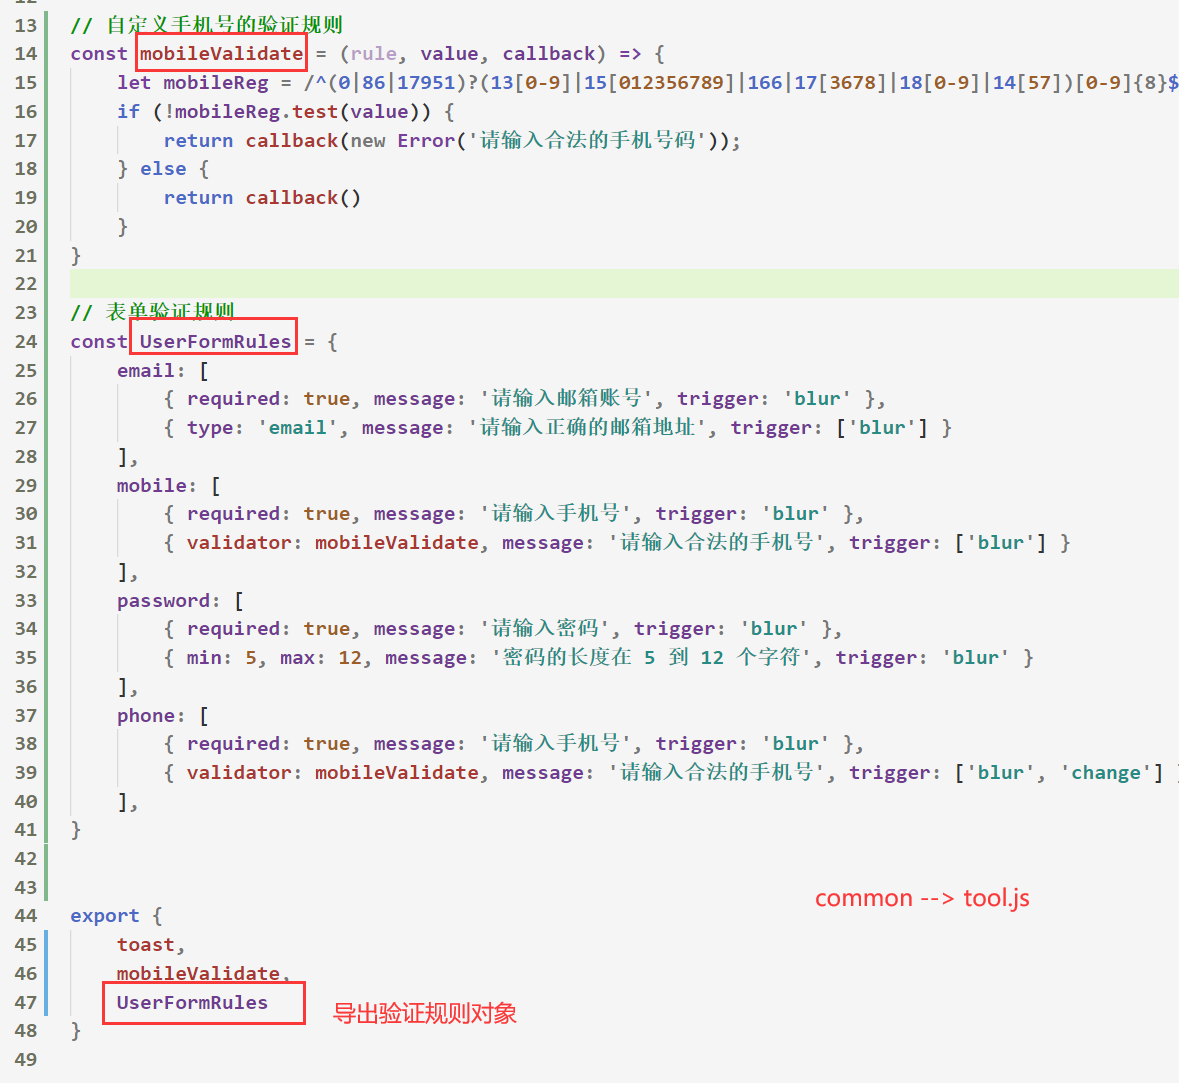 12
13 // 自定义手机号的验证规则
14 const mobileValidate = (rule, value, callback) => {
15 let mobileReg = /^(0|86|17951)?(13[0-9]|15[012356789]|166|17[3678]|18[0-9]|14[57])[0-9]{8}$
16 if (!mobileReg.test(value)) {
17 return callback(new Error('请输入合法的手机号码'));
18 } else {
19 return callback()
20 }
21 }
22
23 // 表单验证规则
24 const UserFormRules = {
25 email: [
26 { required: true, message: '请输入邮箱账号', trigger: 'blur' },
27 { type: 'email', message: '请输入正确的邮箱地址', trigger: ['blur'] }
28 ],
29 mobile: [
30 { required: true, message: '请输入手机号', trigger: 'blur' },
31 { validator: mobileValidate, message: '请输入合法的手机号', trigger: ['blur'] }
32 ],
33 password: [
34 { required: true, message: '请输入密码', trigger: 'blur' },
35 { min: 5, max: 12, message: '密码的长度在 5 到 12 个字符', trigger: 'blur' }
36 ],
37 phone: [
38 { required: true, message: '请输入手机号', trigger: 'blur' },
39 { validator: mobileValidate, message: '请输入合法的手机号', trigger: ['blur', 'change'] }
40 ],
41 }
42
43
common --> tool.js
44 export {
45 toast,
46 mobileValidate,
47 UserFormRules
导出验证规则对象
48 }
49